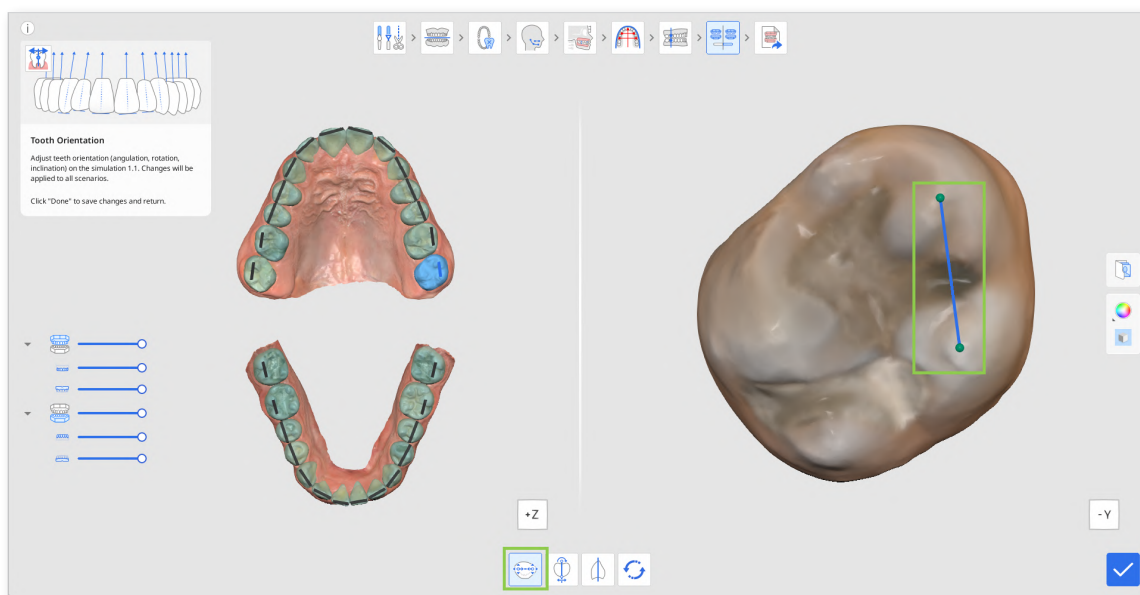 i
Tooth Orientation
Adjust teeth orientation (angulation, rotation,
inclination) on the simulation 1.1. Changes will be
applied to all scenarios.
Click "Done" to save changes and return.
+Z
-Y